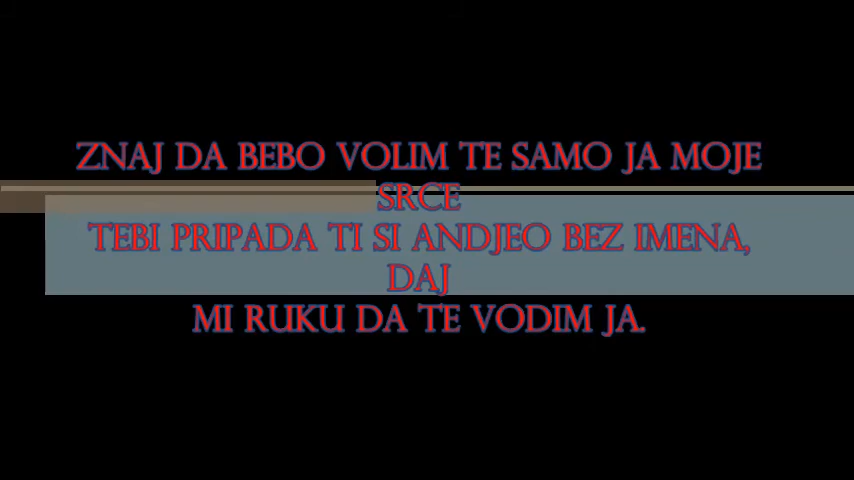 ZNAJ DA BEBO VOLIM TE SAMO JA MOJE
SRCE
TEBI PRIPADA TI SI ANDJEO BEZ IMENA,
DAJ
MI RUKU DA TE VODIM JA.